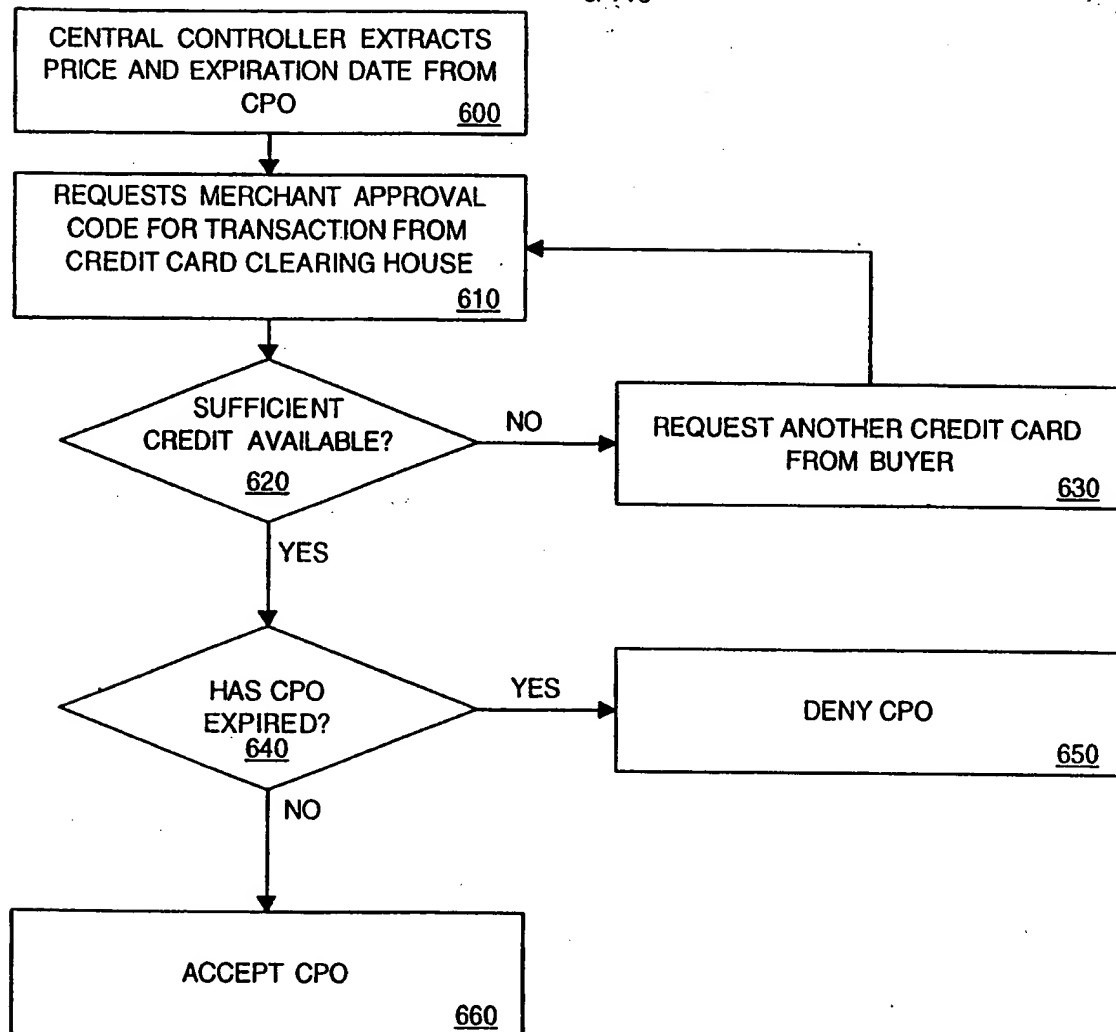 CENTRAL CONTROLLER EXTRACTS
PRICE AND EXPIRATION DATE FROM
CPO
600
REQUESTS MERCHANT APPROVAL
CODE FOR TRANSACTION FROM
CREDIT CARD CLEARING HOUSE
610
SUFFICIENT
CREDIT AVAILABLE?
620
NO
REQUEST ANOTHER CREDIT CARD
FROM BUYER
630
YES
HAS CPO
EXPIRED?
640
YES
DENY CPO
650
NO
ACCEPT CPO
660